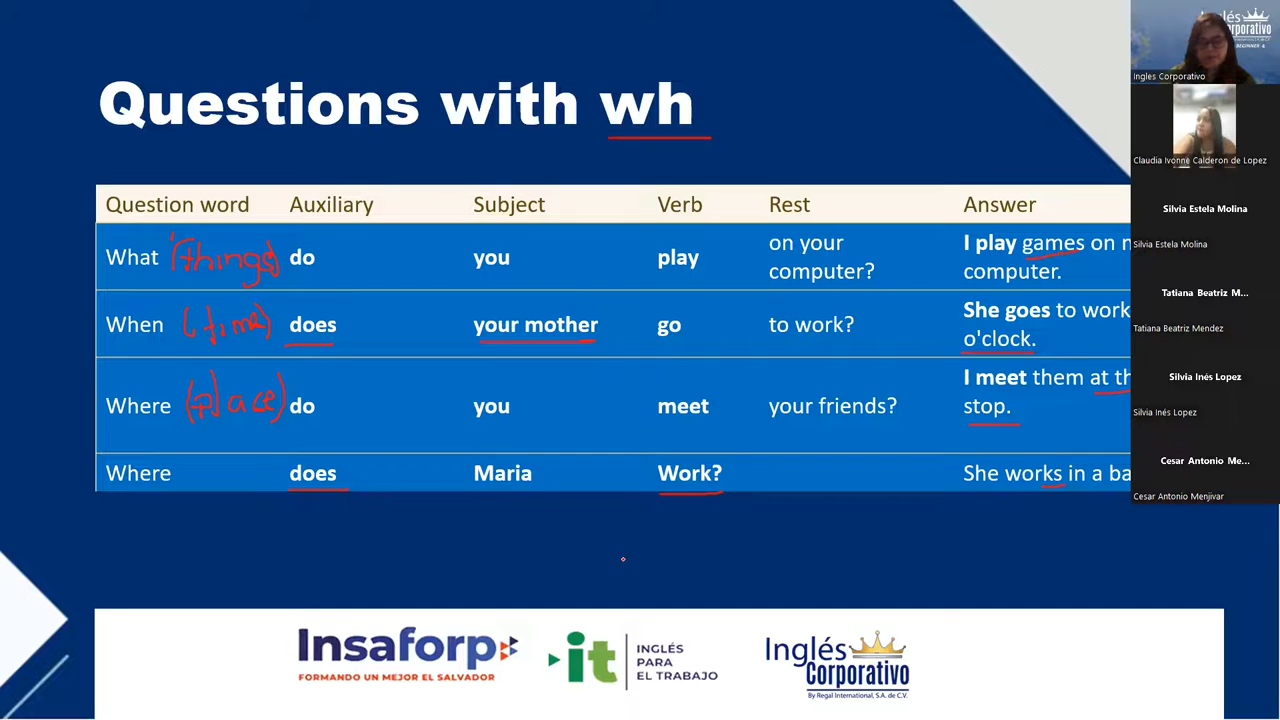 Questions with wh
Question word Auxiliary Subject Verb Rest Answer
What (things) do you play on your computer? I play games on m
computer.
When (time) does your mother go to work? She goes to work
o'clock.
Where (place) do you meet your friends? I meet them at th
stop.
Where does Maria Work? She works in a ba
Insaforp
FORMANDO UN MEJOR EL SALVADOR
it
INGLÉS
PARA
EL TRABAJO
Inglés
Corporativo
By Regal International, S.A. de C.V.
Ingles Corporativo
Claudia Ivonne Calderon de Lopez
Silvia Estela Molina
Silvia Estela Molina
Tatiana Beatriz M...
Tatiana Beatriz Mendez
Silvia Inés Lopez
Silvia Inés Lopez
Cesar Antonio Me...
Cesar Antonio Menjivar